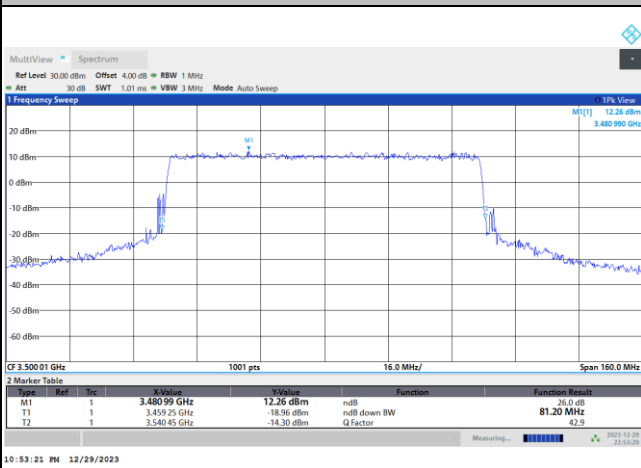 MultiView Spectrum
Ref Level 30.00 dBm Offset 4.00 dB RBW 1 MHz
Att 30 dB SWT 1.01 ms VBW 3 MHz Mode Auto Sweep
1 Frequency Sweep 1Pk View
M1[1] 12.26 dBm
3.480 990 GHz
M1
20 dBm
10 dBm
0 dBm
-10 dBm
-20 dBm
-30 dBm
-40 dBm
-50 dBm
-60 dBm
CF 3.500 01 GHz 1001 pts 16.0 MHz/ Span 160.0 MHz
2 Marker Table
Type Ref Trc X-Value Y-Value Function Function Result
M1 1 3.480 99 GHz 12.26 dBm ndB 26.0 dB
T1 1 3.459 25 GHz -18.96 dBm ndB down BW 81.20 MHz
T2 1 3.540 45 GHz -14.30 dBm Q Factor 42.9
Measuring... 2023-12-29
22:53:20
10:53:21 PM 12/29/2023